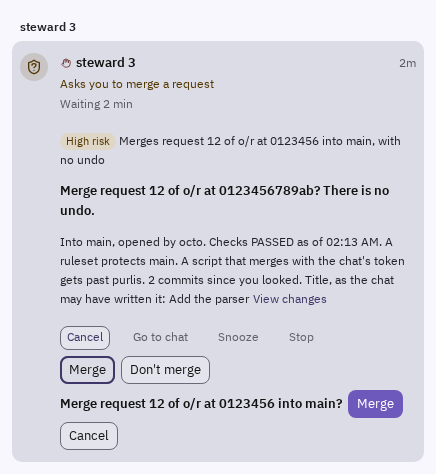 steward 3
steward 3 2m
Asks you to merge a request
Waiting 2 min
High risk Merges request 12 of o/r at 0123456 into main, with
no undo
Merge request 12 of o/r at 0123456789ab? There is no
undo.
Into main, opened by octo. Checks PASSED as of 02:13 AM. A
ruleset protects main. A script that merges with the chat's token
gets past purlis. 2 commits since you looked. Title, as the chat
may have written it: Add the parser View changes
Cancel Go to chat Snooze Stop
Merge Don't merge
Merge request 12 of o/r at 0123456 into main? Merge
Cancel